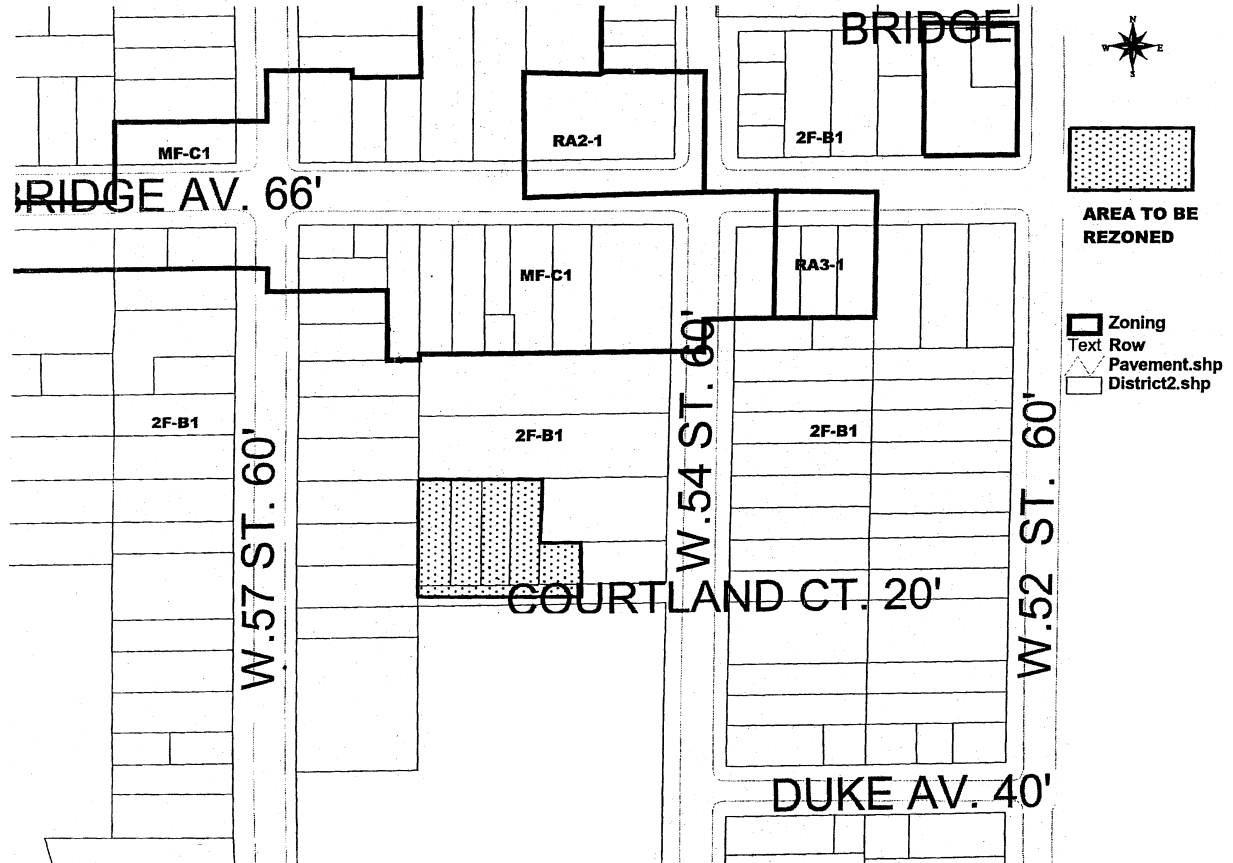 BRIDGE
N
W E
S
MF-C1
RA2-1
2F-B1
BRIDGE AV. 66'
AREA TO BE
REZONED
MF-C1
RA3-1
Zoning
Text Row
Pavement.shp
District2.shp
2F-B1
2F-B1
2F-B1
W.57 ST. 60'
W.54 ST. 60'
W.52 ST. 60'
COURTLAND CT. 20'
DUKE AV. 40'